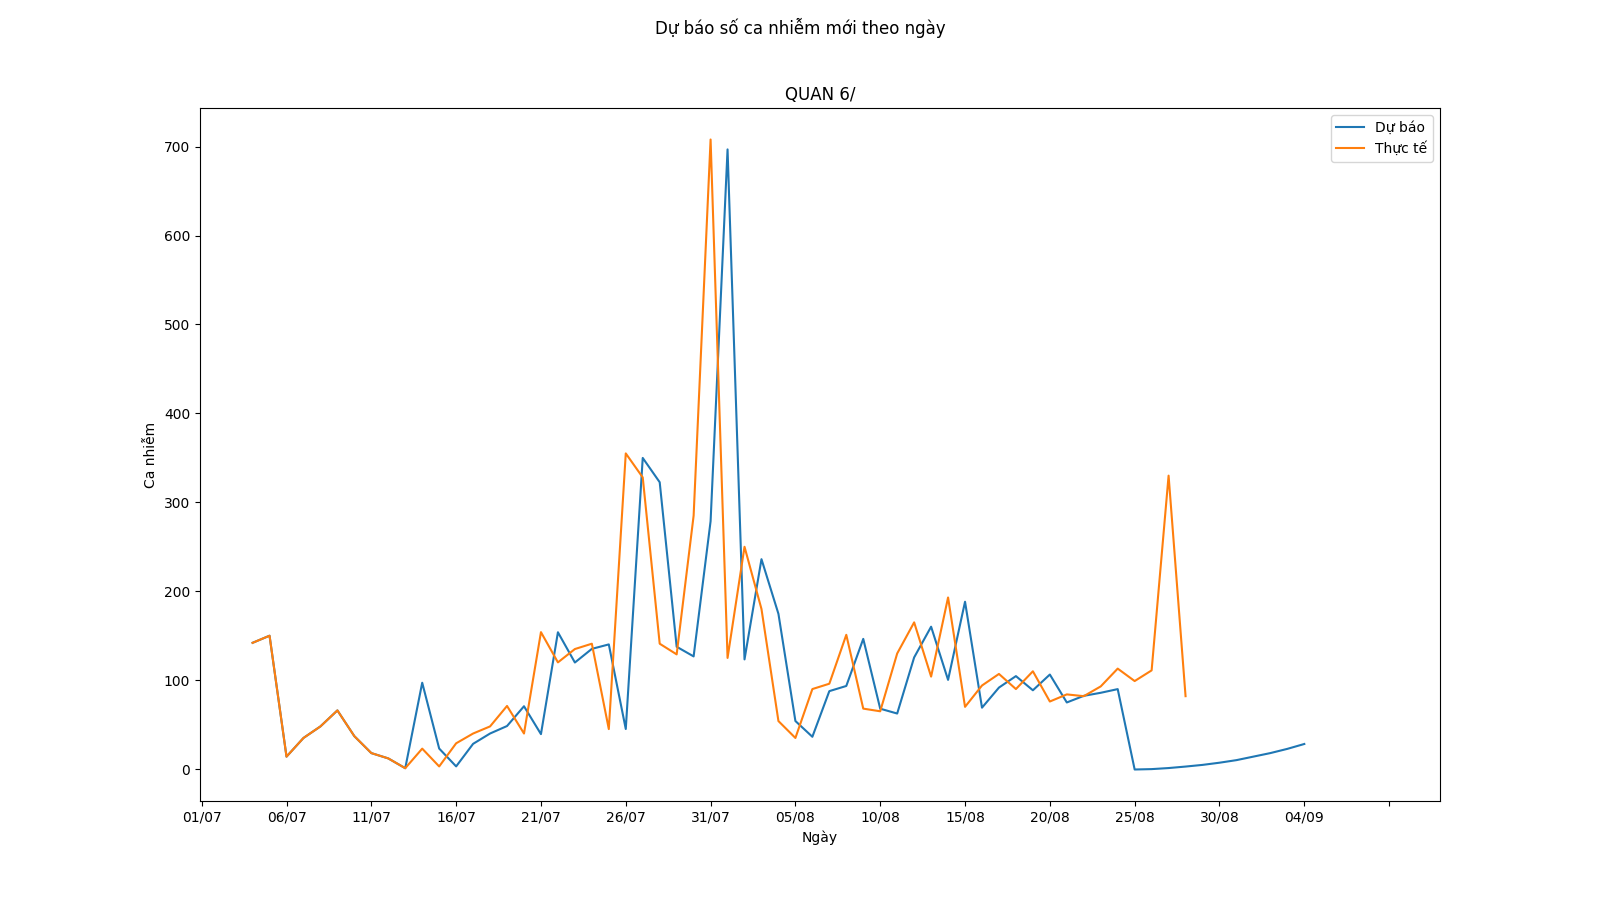 Dự báo số ca nhiễm mới theo ngày
QUAN 6/
Dự báo
Thực tế
700
600
500
400
300
200
100
0
Ca nhiễm
01/07 06/07 11/07 16/07 21/07 26/07 31/07 05/08 10/08 15/08 20/08 25/08 30/08 04/09
Ngày